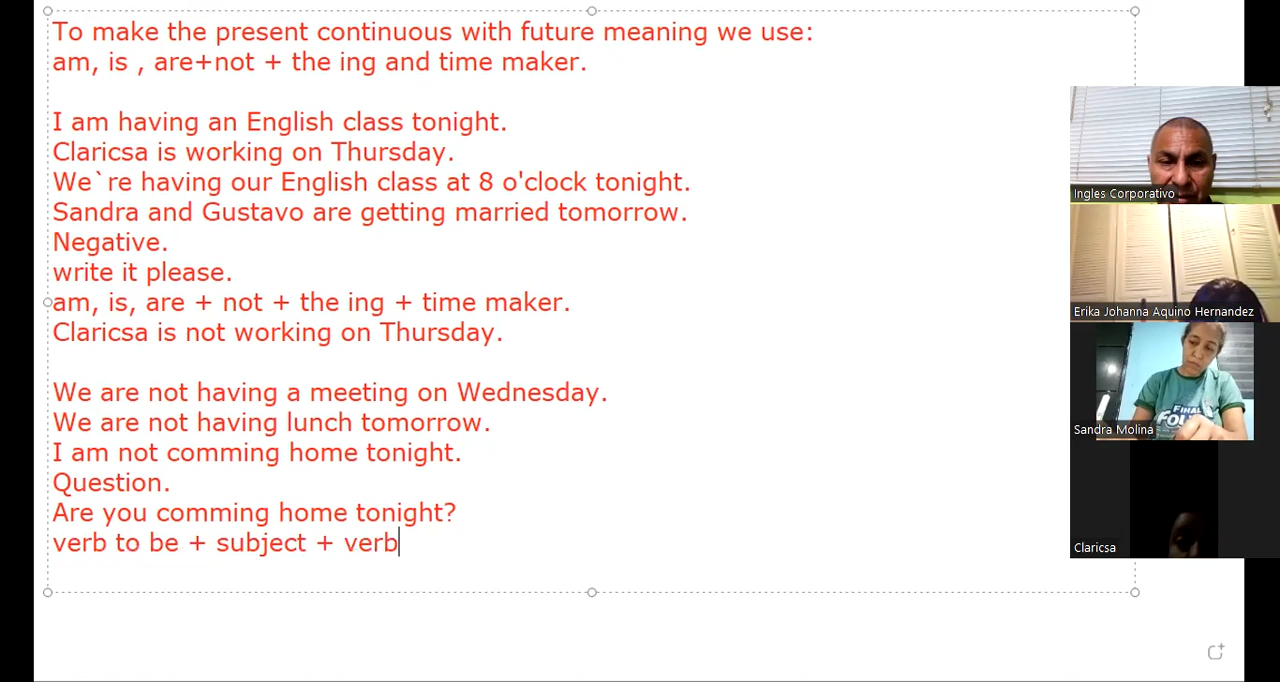 To make the present continuous with future meaning we use:
am, is , are+not + the ing and time maker.
I am having an English class tonight.
Claricsa is working on Thursday.
We`re having our English class at 8 o'clock tonight.
Sandra and Gustavo are getting married tomorrow.
Negative.
write it please.
am, is, are + not + the ing + time maker.
Claricsa is not working on Thursday.
We are not having a meeting on Wednesday.
We are not having lunch tomorrow.
I am not comming home tonight.
Question.
Are you comming home tonight?
verb to be + subject + verb
Ingles Corporativo
Erika Johanna Aquino Hernandez
FINAL
Sandra Molina
Claricsa